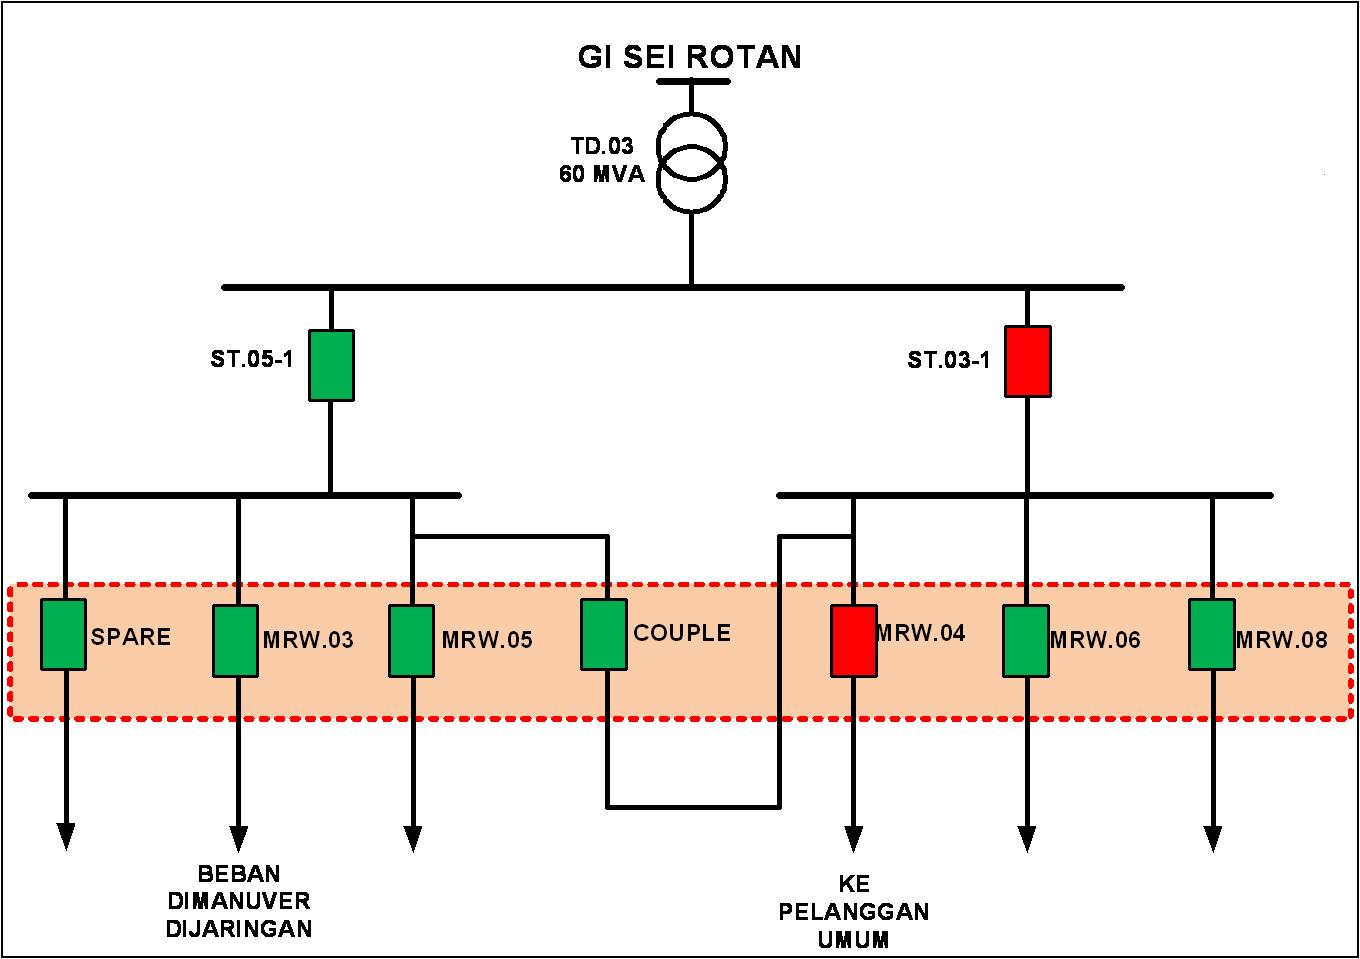 GI SEI ROTAN
TD.03
60 MVA
ST.05-1
ST.03-1
SPARE
MRW.03
MRW.05
COUPLE
MRW.04
MRW.06
MRW.08
BEBAN
DIMANUVER
DIJARINGAN
KE
PELANGGAN
UMUM